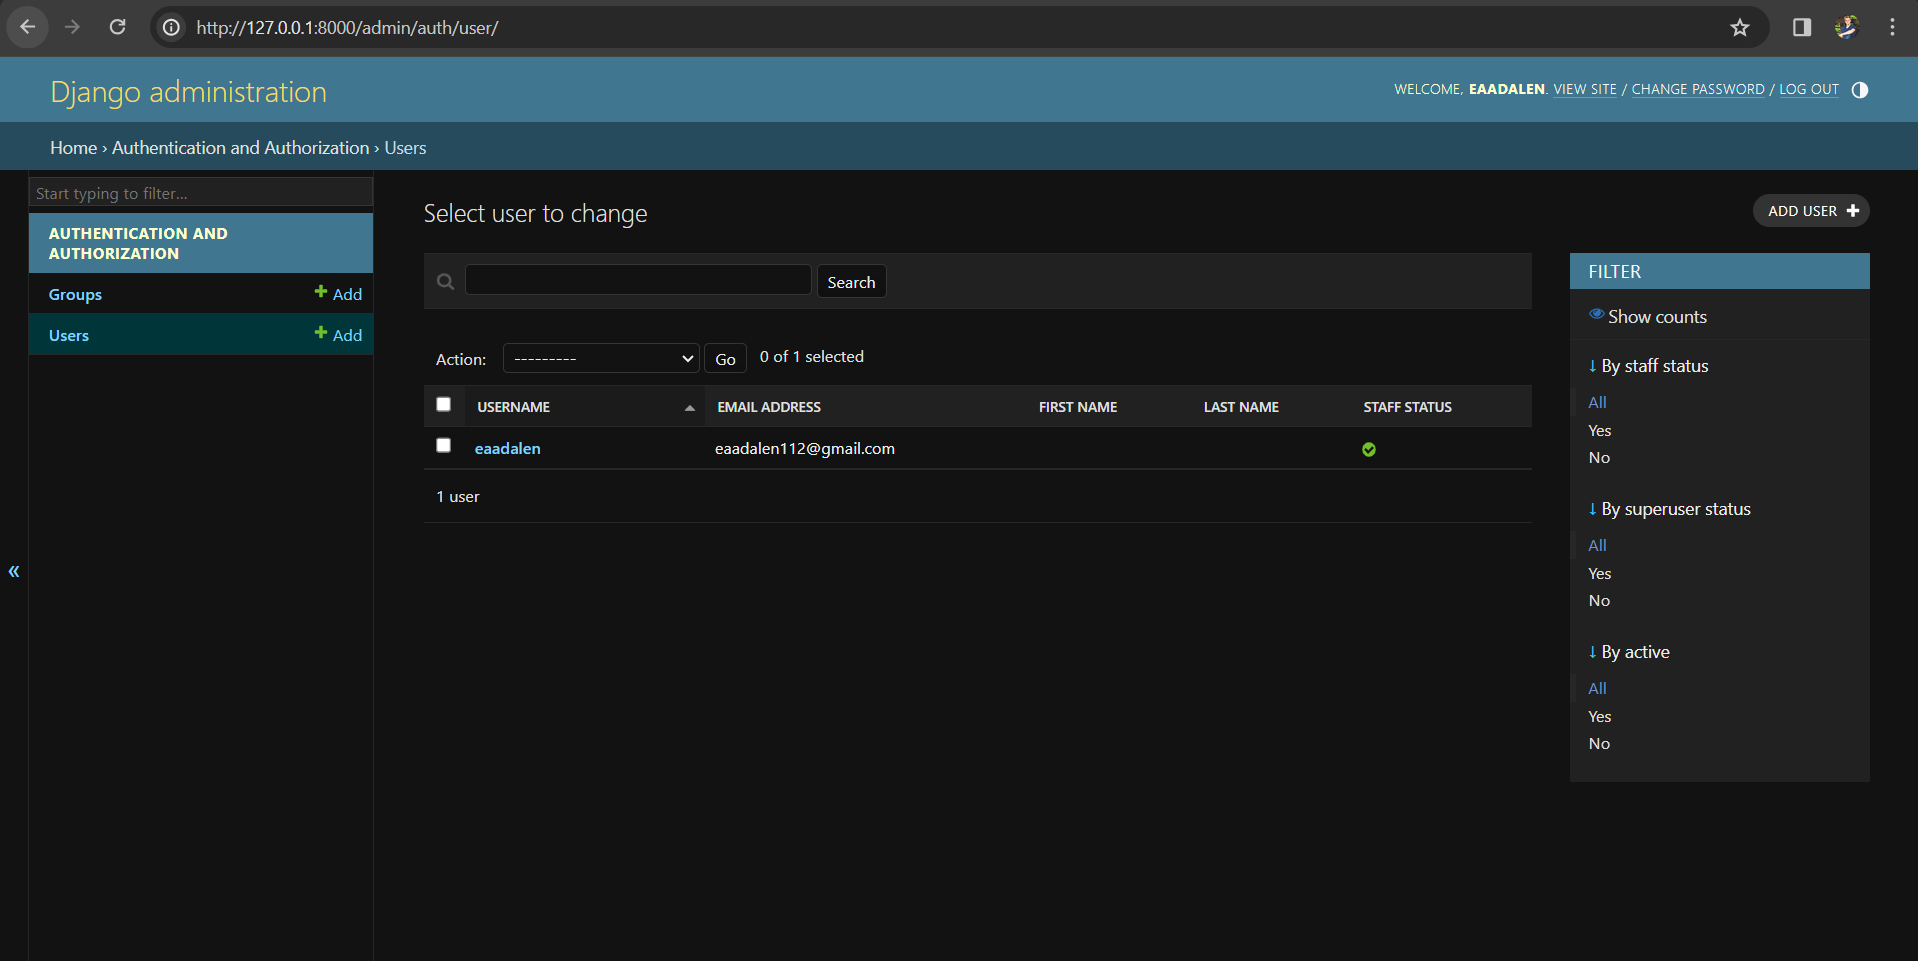 http://127.0.0.1:8000/admin/auth/user/
Django administration
WELCOME, EAADALEN. VIEW SITE / CHANGE PASSWORD / LOG OUT
Home › Authentication and Authorization › Users
Start typing to filter...
AUTHENTICATION AND
AUTHORIZATION
Groups
Add
Users
Add
«
Select user to change
ADD USER
Search
Action:
---------
Go
0 of 1 selected
USERNAME EMAIL ADDRESS FIRST NAME LAST NAME STAFF STATUS
eaadalen eaadalen112@gmail.com
1 user
FILTER
Show counts
↓ By staff status
All
Yes
No
↓ By superuser status
All
Yes
No
↓ By active
All
Yes
No